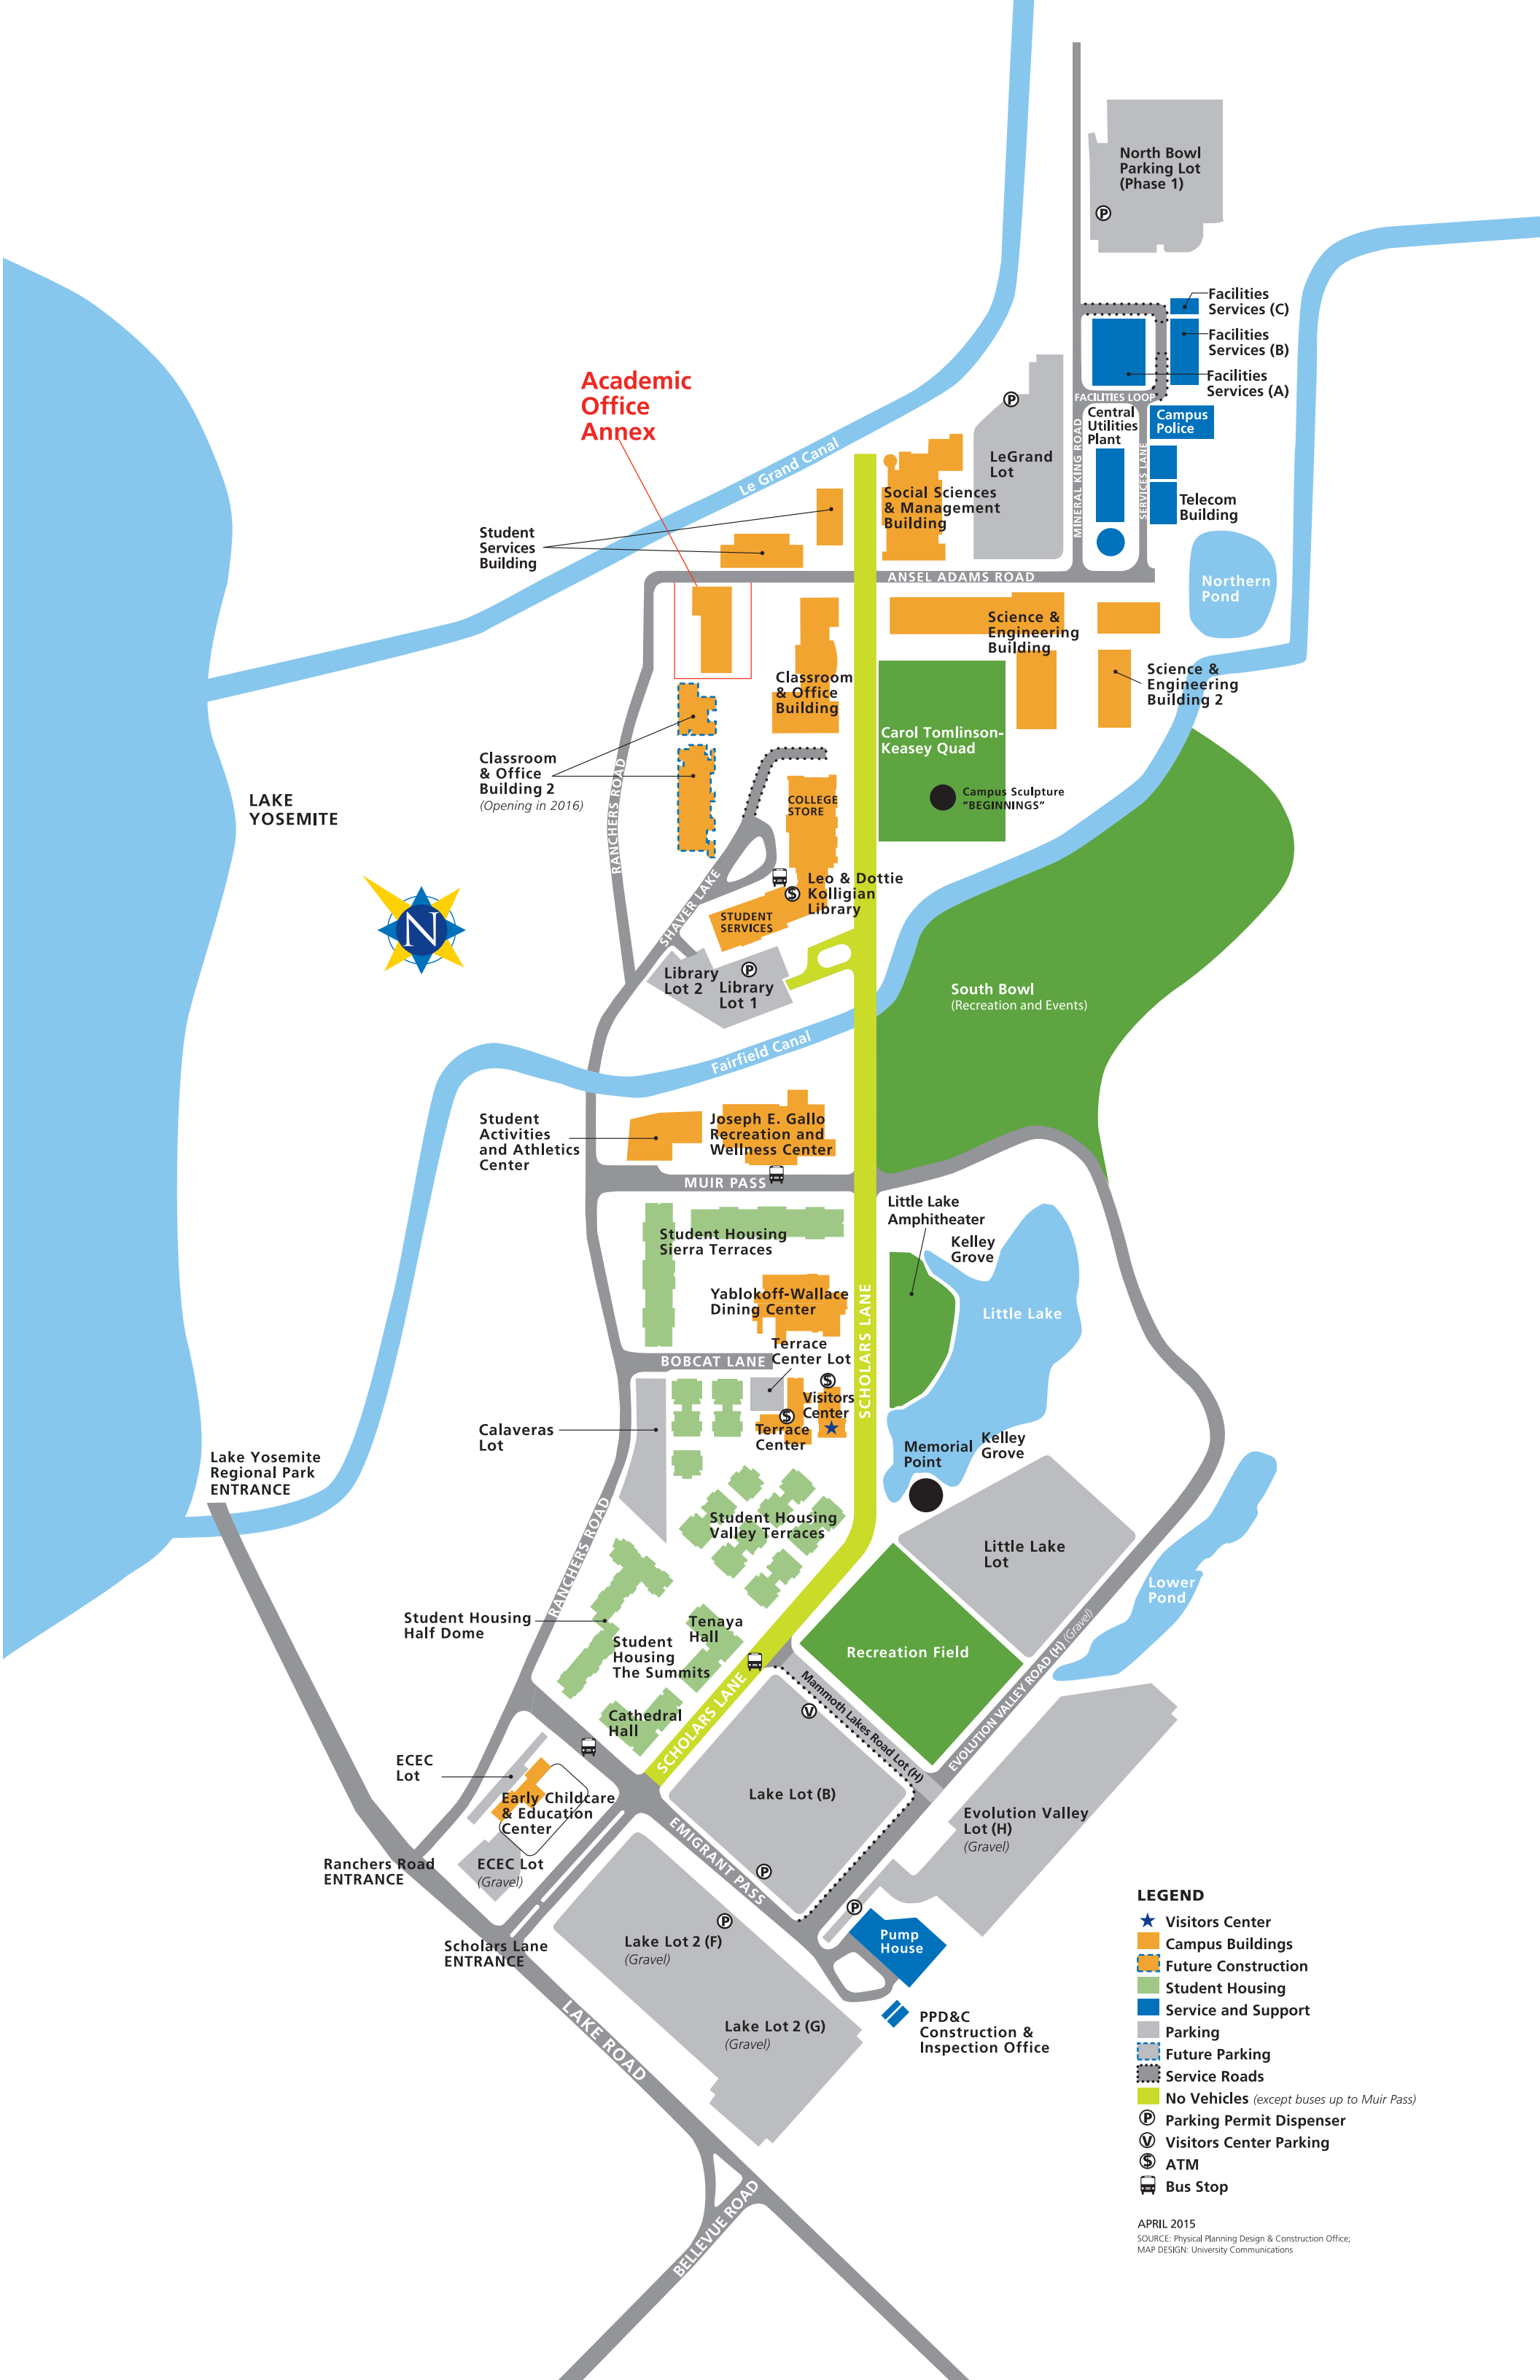 North Bowl
Parking Lot
(Phase 1)
P
Facilities
Services (C)
Facilities
Services (B)
Facilities
Services (A)
FACILITIES LOOP
Academic
Office
Annex
P
Central
Utilities
Plant
Campus
Police
Le Grand Canal
LeGrand
Lot
MINERAL KING ROAD
SERVICES LANE
Social Sciences
& Management
Building
Telecom
Building
Student
Services
Building
ANSEL ADAMS ROAD
Northern
Pond
Science &
Engineering
Building
Science &
Engineering
Building 2
Classroom
& Office
Building
Carol Tomlinson-
Keasey Quad
Classroom
& Office
Building 2
(Opening in 2016)
RANCHERS ROAD
LAKE
YOSEMITE
COLLEGE
STORE
Campus Sculpture
“BEGINNINGS”
N
SHAVER LAKE
$
Leo & Dottie
Kolligian
Library
STUDENT
SERVICES
Library
Lot 2
P
Library
Lot 1
South Bowl
(Recreation and Events)
Fairfield Canal
Student
Activities
and Athletics
Center
Joseph E. Gallo
Recreation and
Wellness Center
MUIR PASS
Little Lake
Amphitheater
Kelley
Grove
Student Housing
Sierra Terraces
Yablokoff-Wallace
Dining Center
SCHOLARS LANE
Little Lake
Terrace
Center Lot
BOBCAT LANE
$
Visitors
Center
$
Terrace
Center
Calaveras
Lot
Memorial
Point
Kelley
Grove
Lake Yosemite
Regional Park
ENTRANCE
Student Housing
Valley Terraces
Little Lake
Lot
RANCHERS ROAD
Lower
Pond
Student Housing
Half Dome
Tenaya
Hall
Student
Housing
The Summits
Recreation Field
EVOLUTION VALLEY ROAD (H) (Gravel)
Mammoth Lakes Road Lot (H)
V
Cathedral
Hall
SCHOLARS LANE
ECEC
Lot
Early Childcare
& Education
Center
Lake Lot (B)
Evolution Valley
Lot (H)
(Gravel)
EMIGRANT PASS
Ranchers Road
ENTRANCE
ECEC Lot
(Gravel)
P
P
P
Pump
House
Scholars Lane
ENTRANCE
Lake Lot 2 (F)
(Gravel)
Lake Lot 2 (G)
(Gravel)
PPD&C
Construction &
Inspection Office
LAKE ROAD
BELLEVUE ROAD
LEGEND
Visitors Center
Campus Buildings
Future Construction
Student Housing
Service and Support
Parking
Future Parking
Service Roads
No Vehicles (except buses up to Muir Pass)
P Parking Permit Dispenser
V Visitors Center Parking
$ ATM
Bus Stop
APRIL 2015
SOURCE: Physical Planning Design & Construction Office;
MAP DESIGN: University Communications